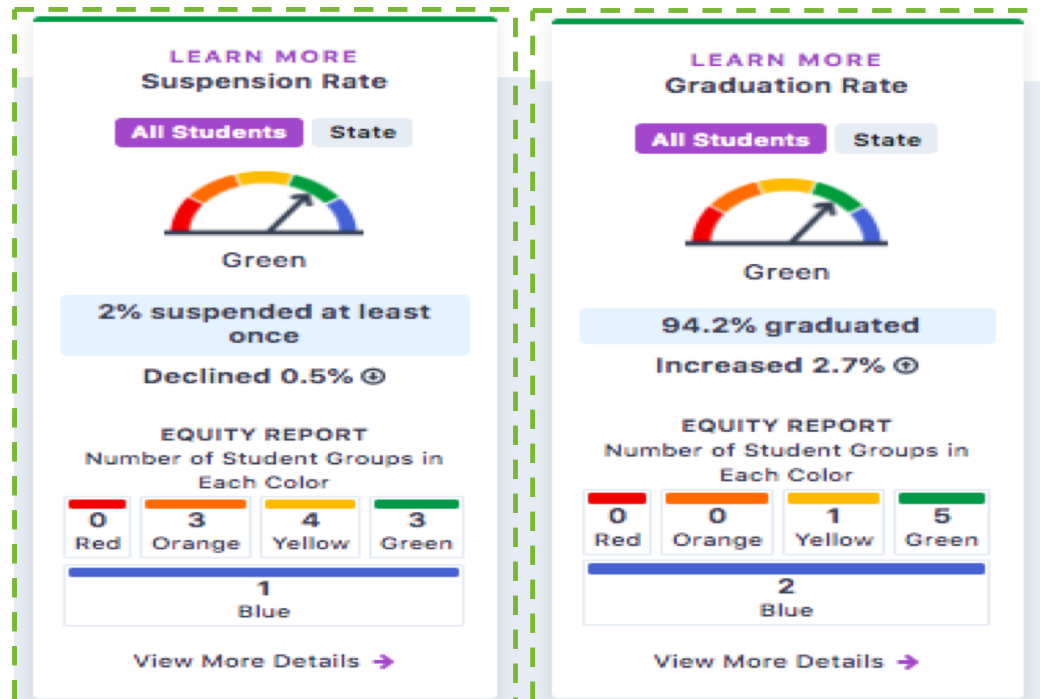 LEARN MORE
Suspension Rate
All Students State
Green
2% suspended at least
once
Declined 0.5%
EQUITY REPORT
Number of Student Groups in
Each Color
0 3 4 3
Red Orange Yellow Green
1
Blue
View More Details →
LEARN MORE
Graduation Rate
All Students State
Green
94.2% graduated
Increased 2.7%
EQUITY REPORT
Number of Student Groups in
Each Color
0 0 1 5
Red Orange Yellow Green
2
Blue
View More Details →